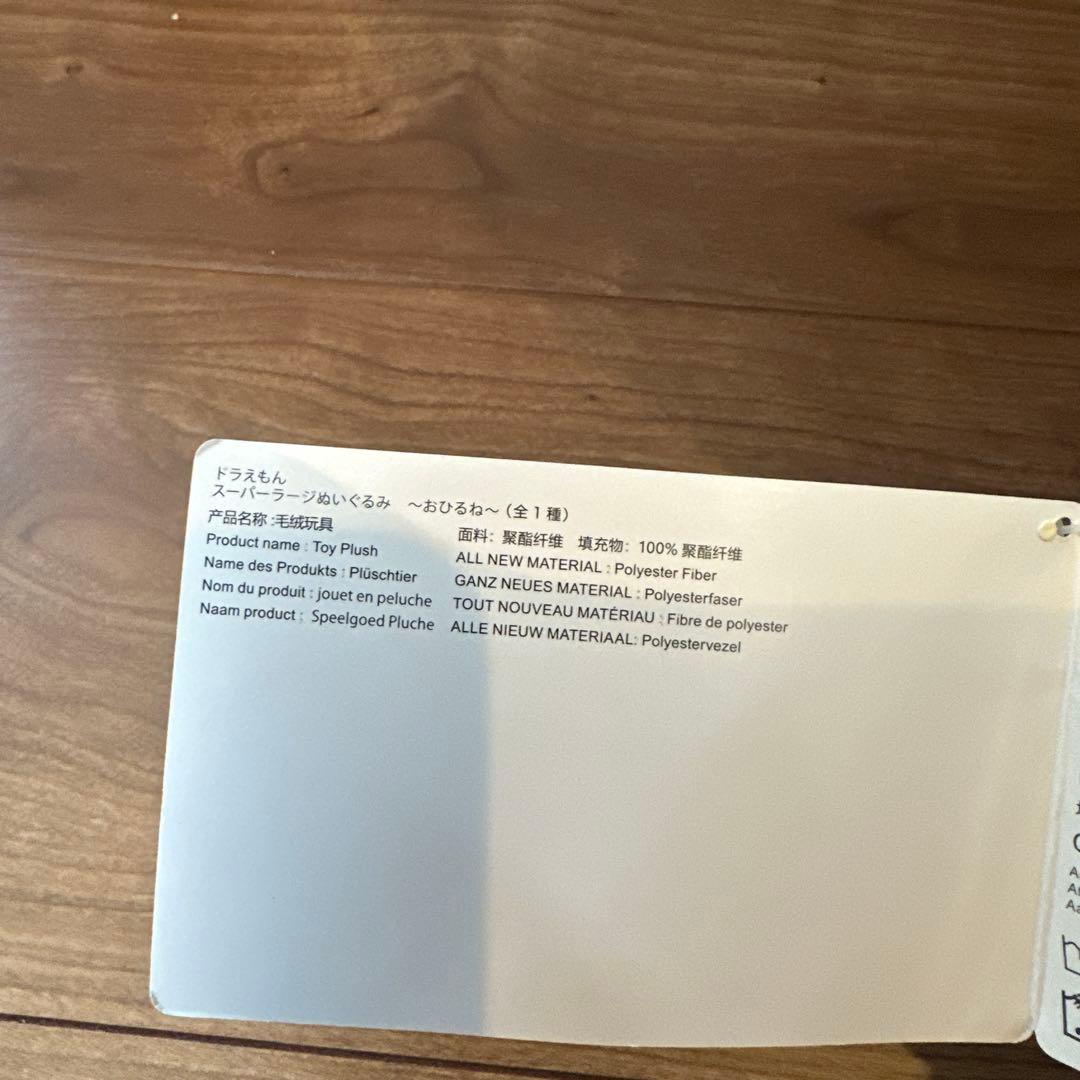 ドラえもん
スーパーラージぬいぐるみ ～おひるね～（全1種）
产品名称 :毛绒玩具
Product name : Toy Plush
Name des Produkts : Plüschtier
Nom du produit : jouet en peluche
Naam product : Speelgoed Pluche
面料：聚酯纤维 填充物：100% 聚酯纤维
ALL NEW MATERIAL : Polyester Fiber
GANZ NEUES MATERIAL : Polyesterfaser
TOUT NOUVEAU MATÉRIAU : Fibre de polyester
ALLE NIEUW MATERIAAL: Polyestervezel